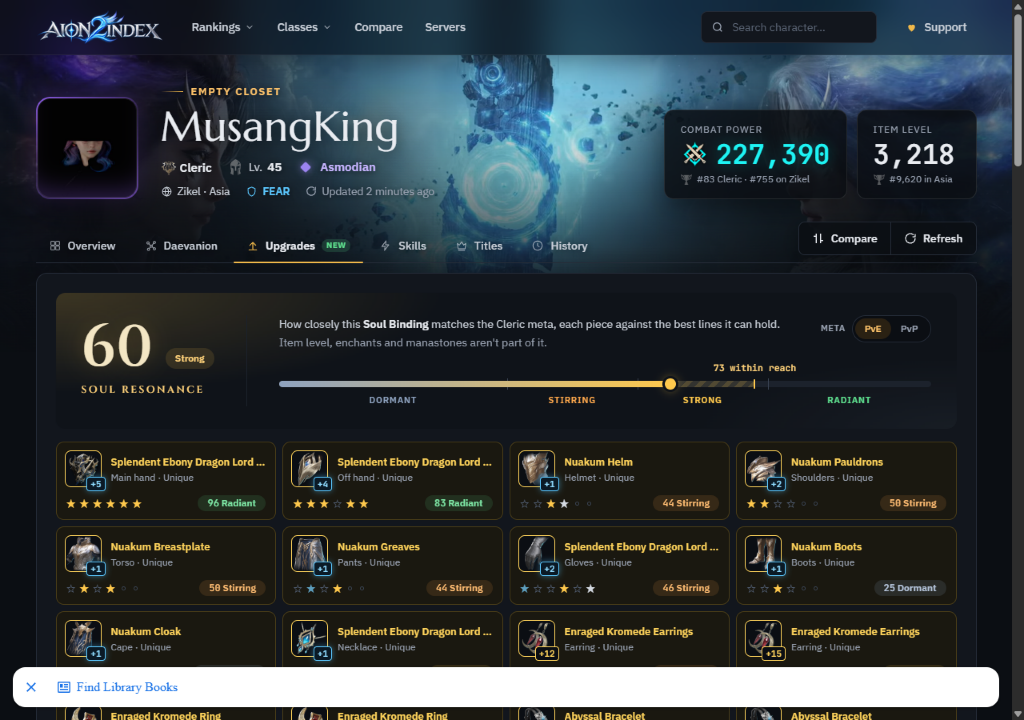 AION2INDEX
Rankings
Classes
Compare
Servers
Search character...
Support
EMPTY CLOSET
MusangKing
Cleric
Lv. 45
Asmodian
Zikel · Asia
FEAR
Updated 2 minutes ago
COMBAT POWER
227,390
#83 Cleric · #755 on Zikel
ITEM LEVEL
3,218
#9,620 in Asia
Overview
Daevanion
Upgrades NEW
Skills
Titles
History
Compare
Refresh
60
Strong
SOUL RESONANCE
How closely this Soul Binding matches the Cleric meta, each piece against the best lines it can hold.
Item level, enchants and manastones aren't part of it.
META
PvE
PvP
73 within reach
DORMANT
STIRRING
STRONG
RADIANT
Splendent Ebony Dragon Lord ...
Main hand · Unique
+5
96 Radiant
Splendent Ebony Dragon Lord ...
Off hand · Unique
+4
83 Radiant
Nuakum Helm
Helmet · Unique
+1
44 Stirring
Nuakum Pauldrons
Shoulders · Unique
+2
50 Stirring
Nuakum Breastplate
Torso · Unique
+1
50 Stirring
Nuakum Greaves
Pants · Unique
+1
44 Stirring
Splendent Ebony Dragon Lord ...
Gloves · Unique
+2
46 Stirring
Nuakum Boots
Boots · Unique
+1
25 Dormant
Nuakum Cloak
Cape · Unique
+1
Splendent Ebony Dragon Lord ...
Necklace · Unique
+1
Enraged Kromede Earrings
Earring · Unique
+12
Enraged Kromede Earrings
Earring · Unique
+15
Find Library Books
Enraged Kromede Ring
Enraged Kromede Ring
Abyssal Bracelet
Abyssal Bracelet